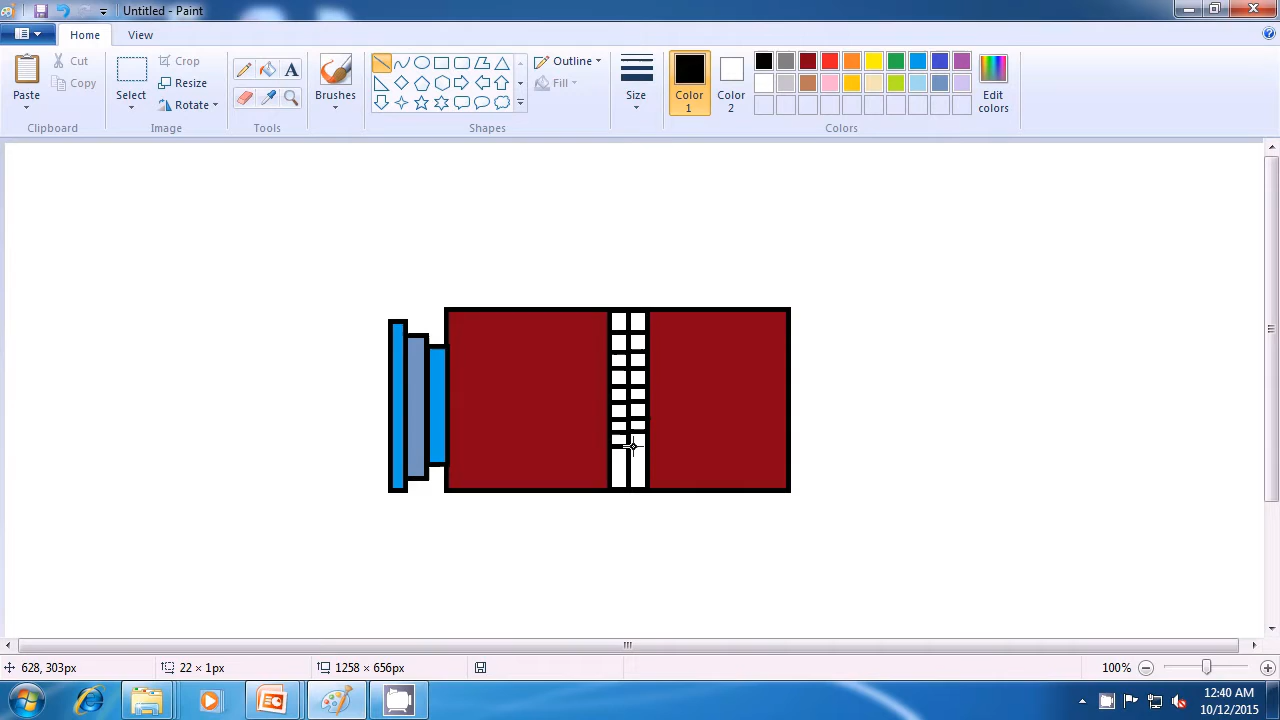 Untitled - Paint
Home
View
Paste
Cut
Copy
Clipboard
Select
Crop
Resize
Rotate
Image
A
Tools
Brushes
Outline
Fill
Shapes
Size
Color 1
Color 2
Edit colors
Colors
628, 303px
22 × 1px
1258 × 656px
100%
12:40 AM
10/12/2015